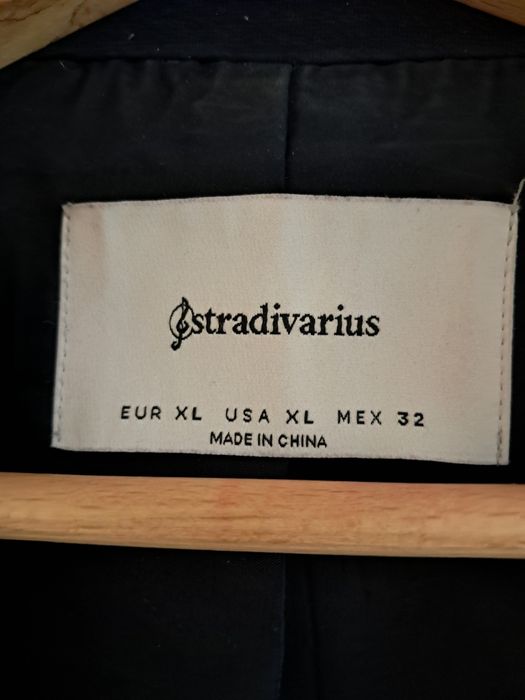 stradivarius
EUR XL USA XL MEX 32
MADE IN CHINA